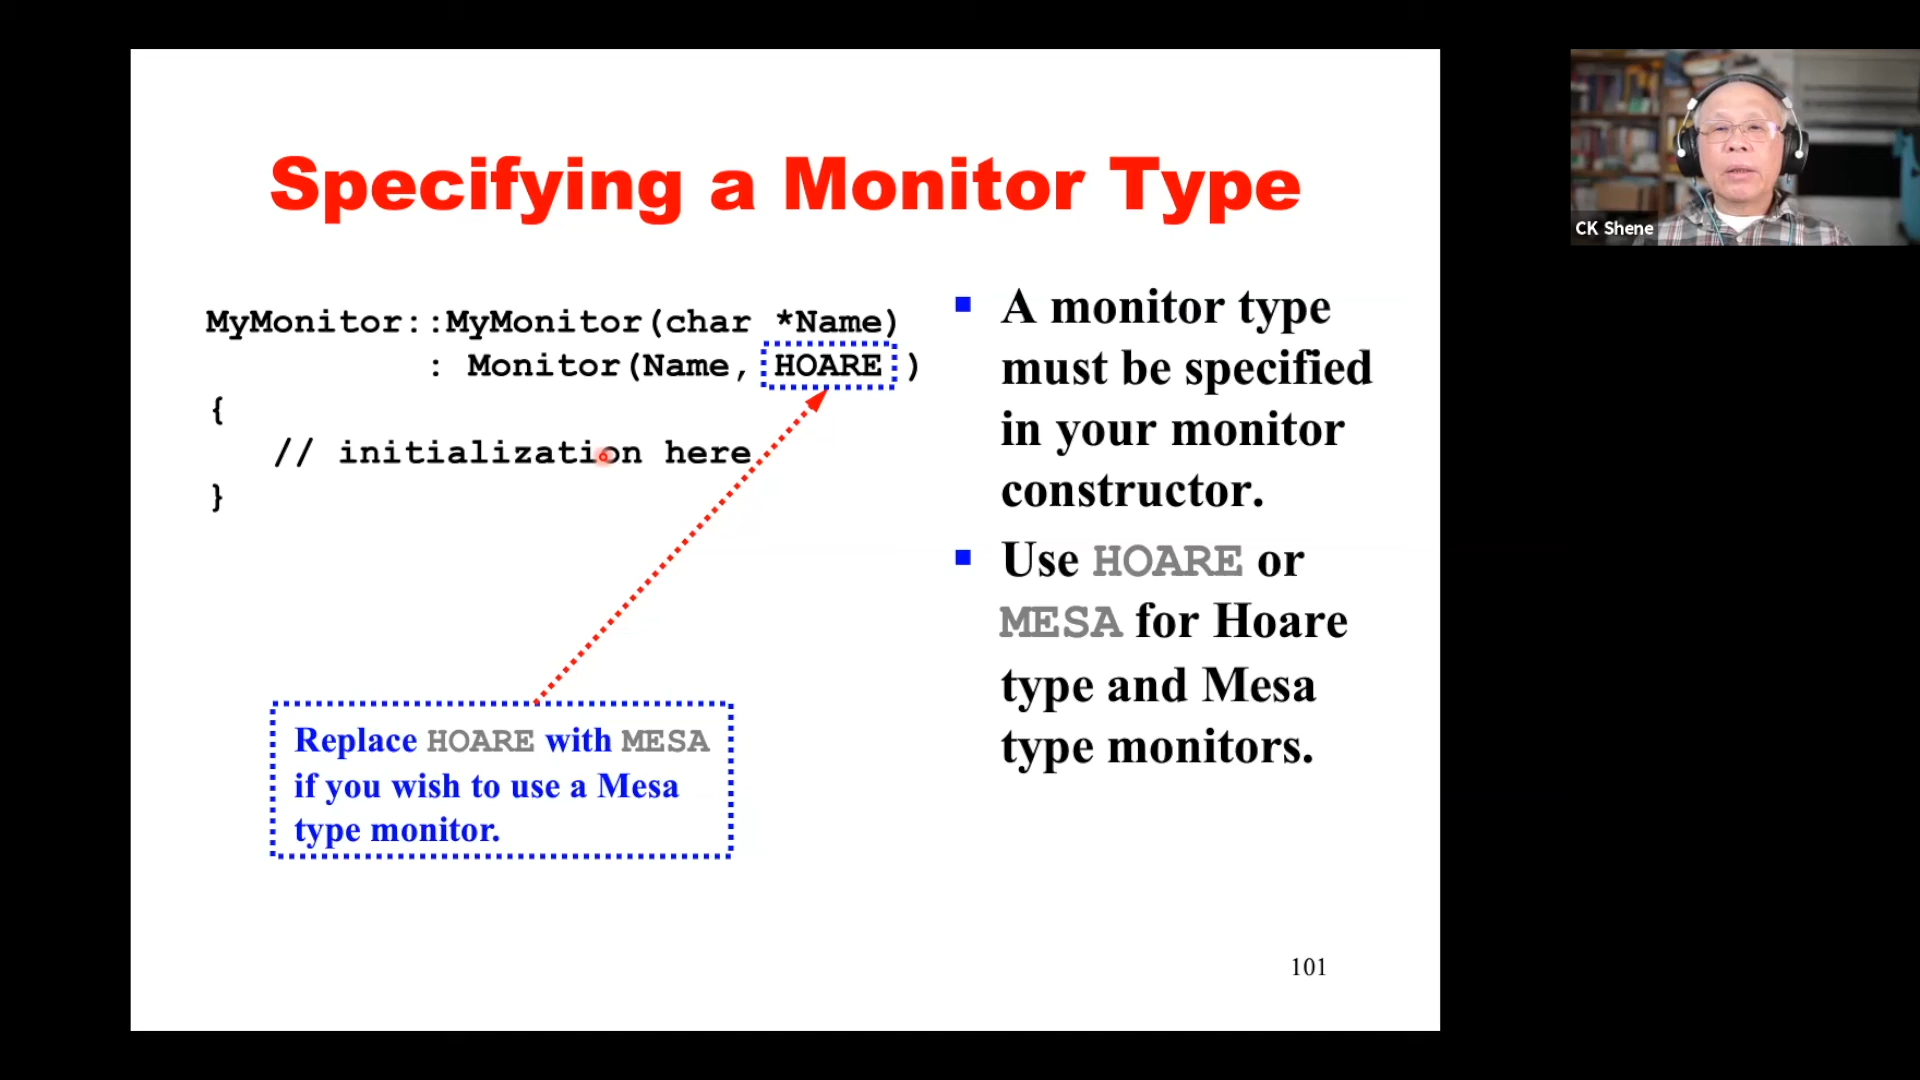 Specifying a Monitor Type
MyMonitor::MyMonitor(char *Name)
: Monitor(Name, HOARE )
{
// initialization here
}
Replace HOARE with MESA
if you wish to use a Mesa
type monitor.
A monitor type
must be specified
in your monitor
constructor.
Use HOARE or
MESA for Hoare
type and Mesa
type monitors.
101
CK Shene